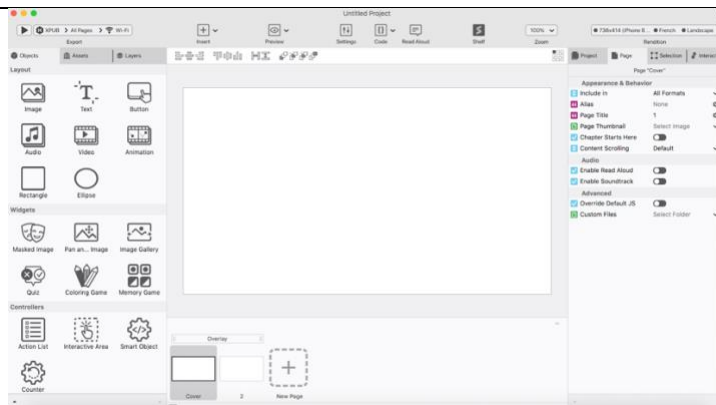 Untitled Project
XPUB > All Pages > Wi-Fi
Export
Insert
Preview
Settings
Code
Read Aloud
Shelf
100%
Zoom
736x414 (iPhone 8... French Landscape
Rendition
Objects Assets Layers
Project Page Selection Interac
Layout
Image Text Button
Audio Video Animation
Rectangle Ellipse
Widgets
Masked Image Pan an... Image Image Gallery
Quiz Coloring Game Memory Game
Controllers
Action List Interactive Area Smart Object
Counter
Overlay
Cover 2 New Page
Page "Cover"
Appearance & Behavior
Include in All Formats
Alias None
Page Title 1
Page Thumbnail Select Image
Chapter Starts Here
Content Scrolling Default
Audio
Enable Read Aloud
Enable Soundtrack
Advanced
Override Default JS
Custom Files Select Folder